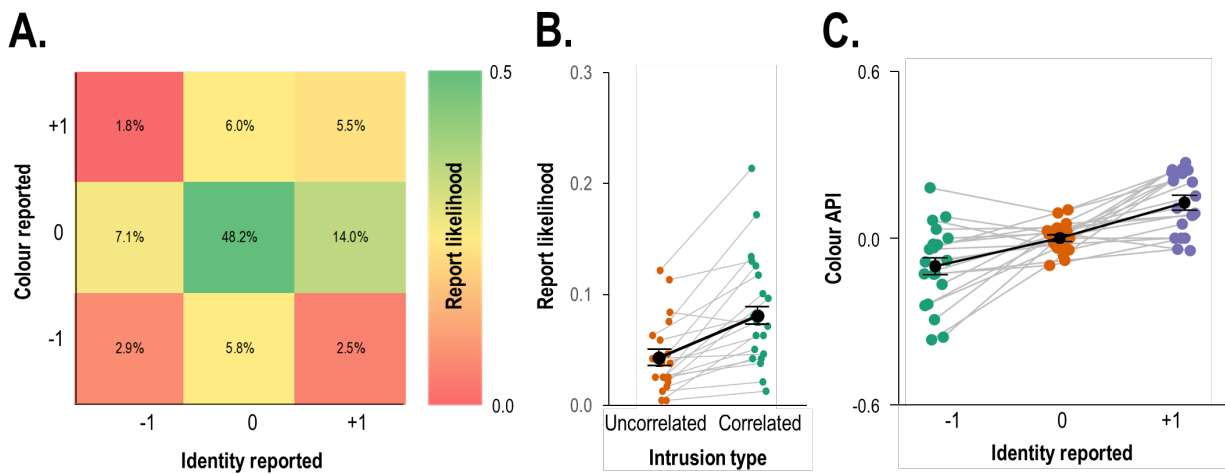 A.
Colour reported
+1
0
-1
1.8%
6.0%
5.5%
7.1%
48.2%
14.0%
2.9%
5.8%
2.5%
-1
0
+1
Identity reported
0.5
Report likelihood
0.0
B.
Report likelihood
0.3
0.2
0.1
0.0
Uncorrelated
Correlated
Intrusion type
C.
Colour API
0.6
0.0
-0.6
-1
0
+1
Identity reported